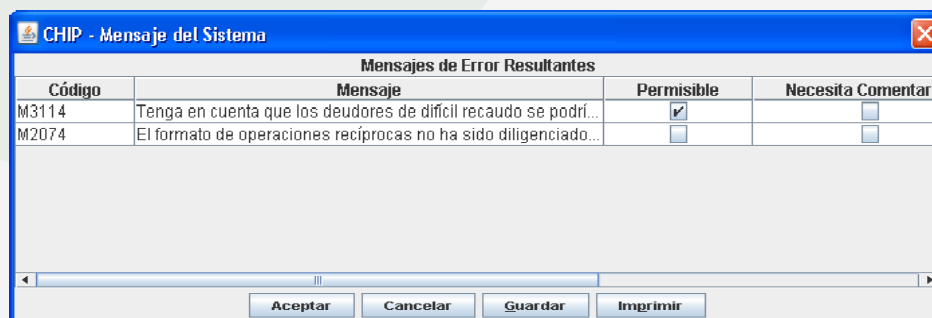 CHIP - Mensaje del Sistema
Mensajes de Error Resultantes
Código Mensaje Permisible Necesita Comentar
M3114 Tenga en cuenta que los deudores de difícil recaudo se podrí...
M2074 El formato de operaciones recíprocas no ha sido diligenciado...
Aceptar Cancelar Guardar Imprimir